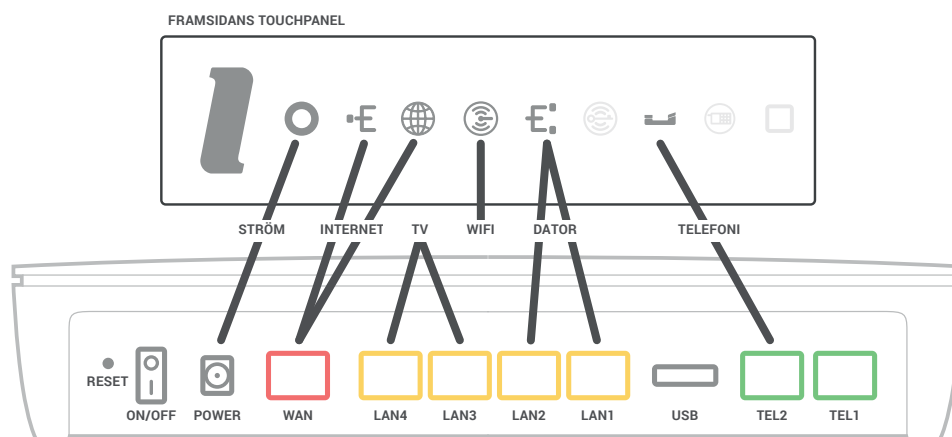 FRAMSIDANS TOUCHPANEL
STRÖM INTERNET TV WIFI DATOR TELEFONI
RESET
ON/OFF POWER WAN LAN4 LAN3 LAN2 LAN1 USB TEL2 TEL1